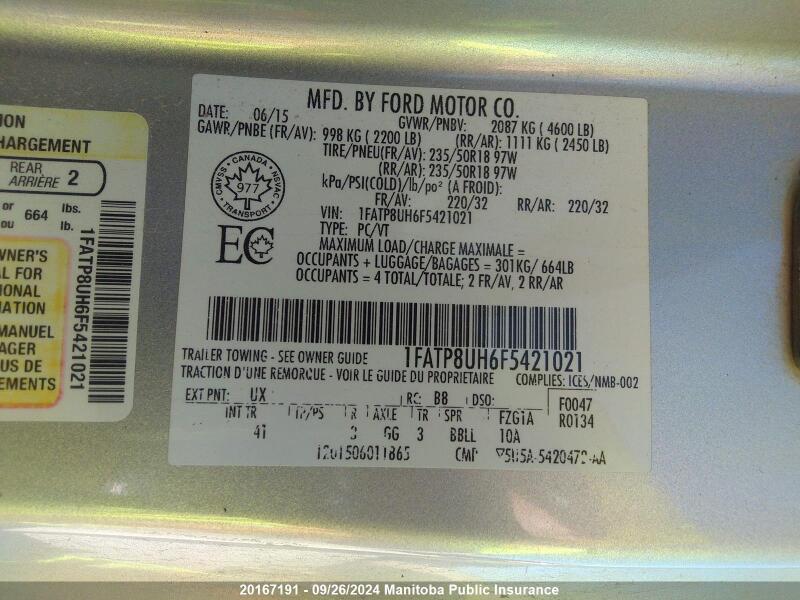 ION
HARGEMENT
REAR
ARRIÈRE 2
or 664 lbs.
ou lb.
OWNER'S
AL FOR
IONAL
ATION
MANUEL
AGER
US DE
EMENTS
1FATP8UH6F5421021
MFD. BY FORD MOTOR CO.
DATE: 06/15 GVWR/PNBV: 2087 KG ( 4600 LB)
GAWR/PNBE (FR/AV): 998 KG ( 2200 LB) (RR/AR): 1111 KG ( 2450 LB)
TIRE/PNEU(FR/AV): 235/50R18 97W
(RR/AR): 235/50R18 97W
kPa/PSI(COLD)/lb/po² (A FROID):
FR/AV: 220/32 RR/AR: 220/32
VIN: 1FATP8UH6F5421021
TYPE: PC/VT
MAXIMUM LOAD/CHARGE MAXIMALE =
OCCUPANTS + LUGGAGE/BAGAGES = 301KG/ 664LB
OCCUPANTS = 4 TOTAL/TOTALE; 2 FR/AV, 2 RR/AR
CMVSS · CANADA · NSVAC
977
TRANSPORT
EC
1FATP8UH6F5421021
TRAILER TOWING - SEE OWNER GUIDE
TRACTION D'UNE REMORQUE - VOIR LE GUIDE DU PROPRIETAIRE
COMPLIES: ICES/NMB-002
EXT PNT: UX RC: B8 DSO: F0047
INT TR TP/PS R AXLE TR SPR FZG1A R0134
41 3 GG 3 BBLL 10A
1201506011865 CMP
20167191 - 09/26/2024 Manitoba Public Insurance